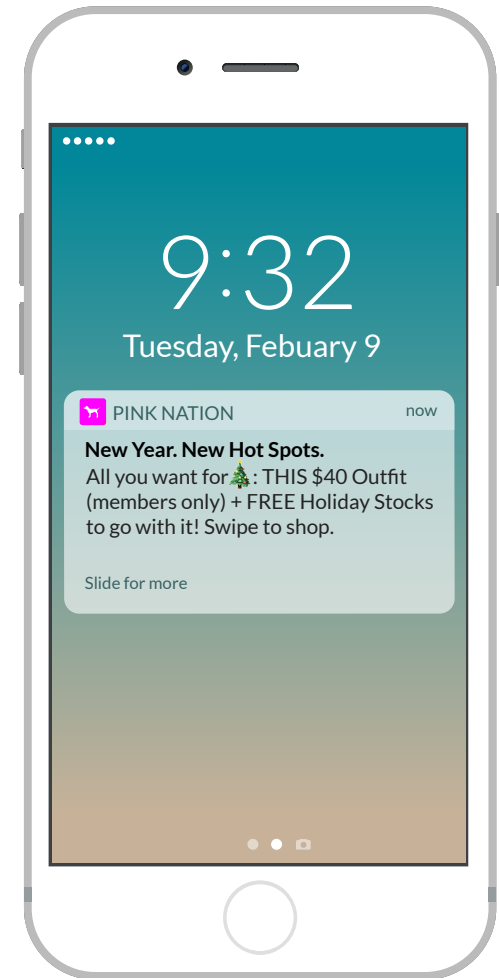 9:32
Tuesday, Febuary 9
PINK NATION now
New Year. New Hot Spots.
All you want for🎄: THIS $40 Outfit
(members only) + FREE Holiday Stocks
to go with it! Swipe to shop.
Slide for more